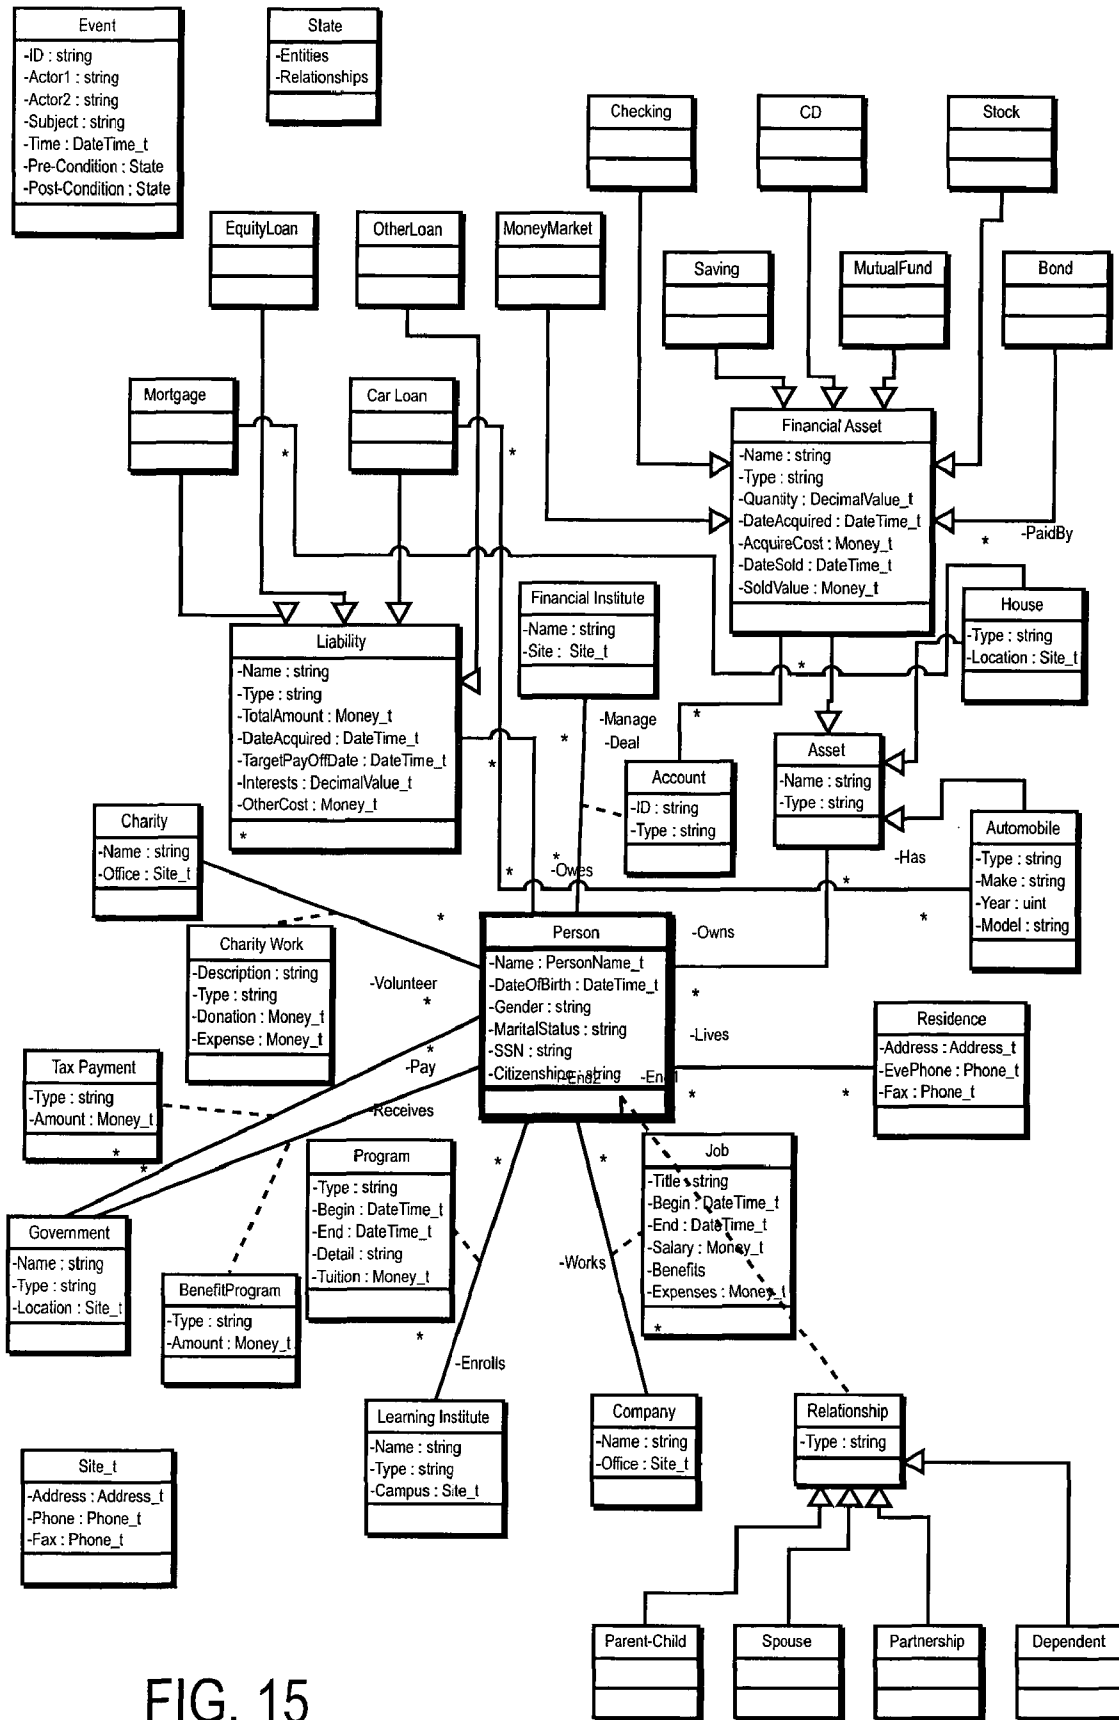 Event
-ID : string
-Actor1 : string
-Actor2 : string
-Subject : string
-Time : DateTime_t
-Pre-Condition : State
-Post-Condition : State
State
-Entities
-Relationships
Checking
CD
Stock
EquityLoan
OtherLoan
MoneyMarket
Saving
MutualFund
Bond
Mortgage
*
Car Loan
*
Financial Asset
-Name : string
-Type : string
-Quantity : DecimalValue_t
-DateAcquired : DateTime_t
-AcquireCost : Money_t
-DateSold : DateTime_t
-SoldValue : Money_t
*
-PaidBy
Financial Institute
-Name : string
-Site : Site_t
House
-Type : string
-Location : Site_t
Liability
-Name : string
-Type : string
-TotalAmount : Money_t
-DateAcquired : DateTime_t
-TargetPayOffDate : DateTime_t
-Interests : DecimalValue_t
-OtherCost : Money_t
*
*
*
*
*
-Manage
-Deal
*
Account
-ID : string
-Type : string
Asset
-Name : string
-Type : string
-Has
Automobile
-Type : string
-Make : string
-Year : uint
-Model : string
*
*
Charity
-Name : string
-Office : Site_t
*
*
-Owes
Charity Work
-Description : string
-Type : string
-Donation : Money_t
-Expense : Money_t
*
-Volunteer
*
Person
-Name : PersonName_t
-DateOfBirth : DateTime_t
-Gender : string
-MaritalStatus : string
-SSN : string
-Citizenship : string
-End2
-End1
-Owns
*
-Lives
*
*
Residence
-Address : Address_t
-EvePhone : Phone_t
-Fax : Phone_t
Tax Payment
-Type : string
-Amount : Money_t
*
*
*
-Pay
-Receives
Government
-Name : string
-Type : string
-Location : Site_t
BenefitProgram
-Type : string
-Amount : Money_t
Program
-Type : string
-Begin : DateTime_t
-End : DateTime_t
-Detail : string
-Tuition : Money_t
*
*
*
-Enrolls
-Works
Job
-Title : string
-Begin : DateTime_t
-End : DateTime_t
-Salary : Money_t
-Benefits
-Expenses : Money_t
*
Learning Institute
-Name : string
-Type : string
-Campus : Site_t
Company
-Name : string
-Office : Site_t
Relationship
-Type : string
Site_t
-Address : Address_t
-Phone : Phone_t
-Fax : Phone_t
Parent-Child
Spouse
Partnership
Dependent
FIG. 15